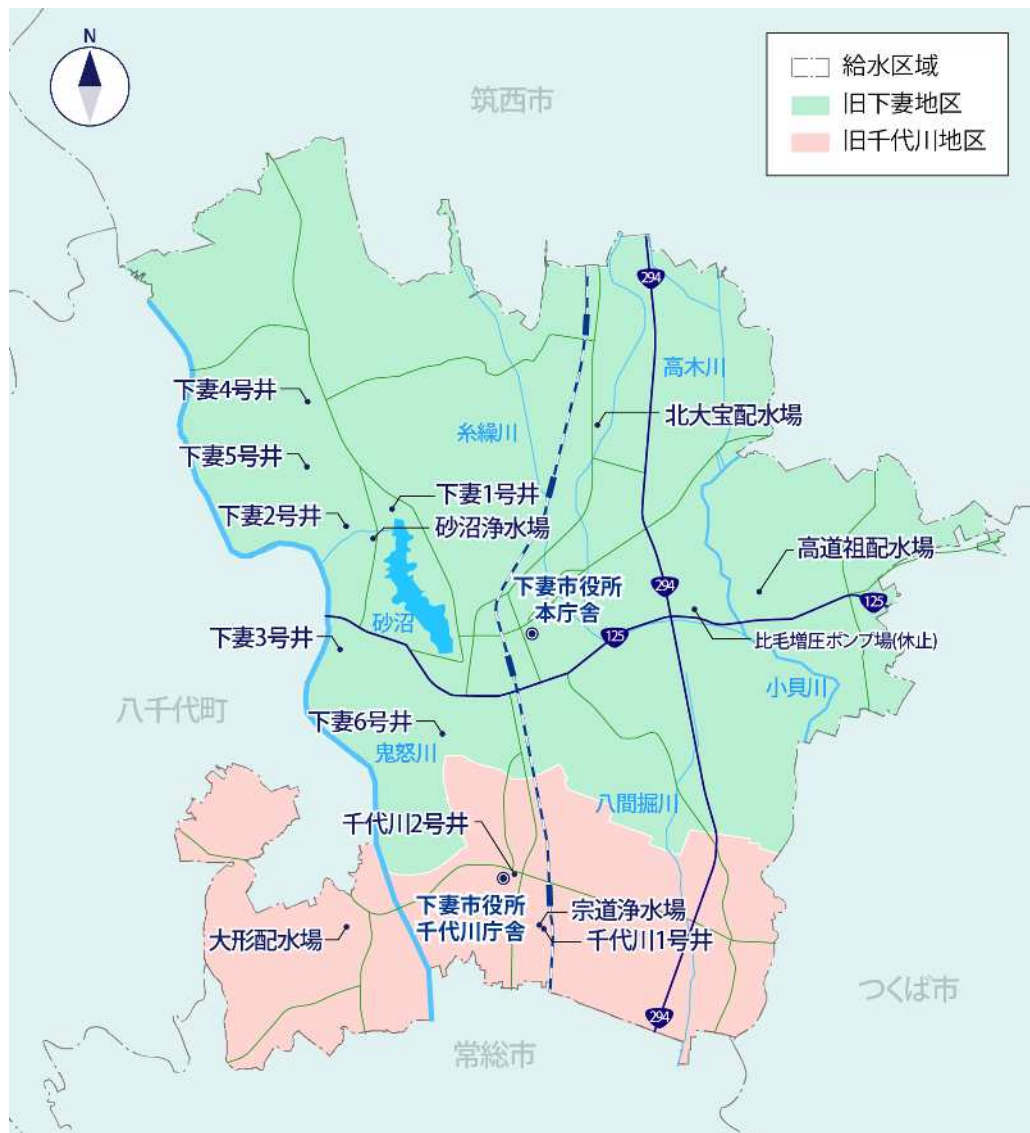 N
給水区域
旧下妻地区
旧千代川地区
筑西市
294
高木川
下妻4号井
北大宝配水場
糸繰川
下妻5号井
下妻1号井
下妻2号井
砂沼浄水場
高道祖配水場
下妻市役所
本庁舎
294
125
砂沼
125
比毛増圧ポンプ場(休止)
下妻3号井
小貝川
八千代町
下妻6号井
鬼怒川
八間掘川
千代川2号井
下妻市役所
千代川庁舎
宗道浄水場
大形配水場
千代川1号井
つくば市
294
常総市